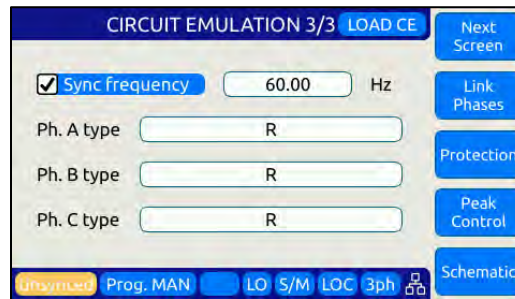 CIRCUIT EMULATION 3/3 LOAD CE
Next
Screen
Sync frequency 60.00 Hz
Link
Phases
Ph. A type R
Protection
Ph. B type R
Peak
Control
Ph. C type R
Schematic
Unsynced Prog. MAN LO S/M LOC 3ph